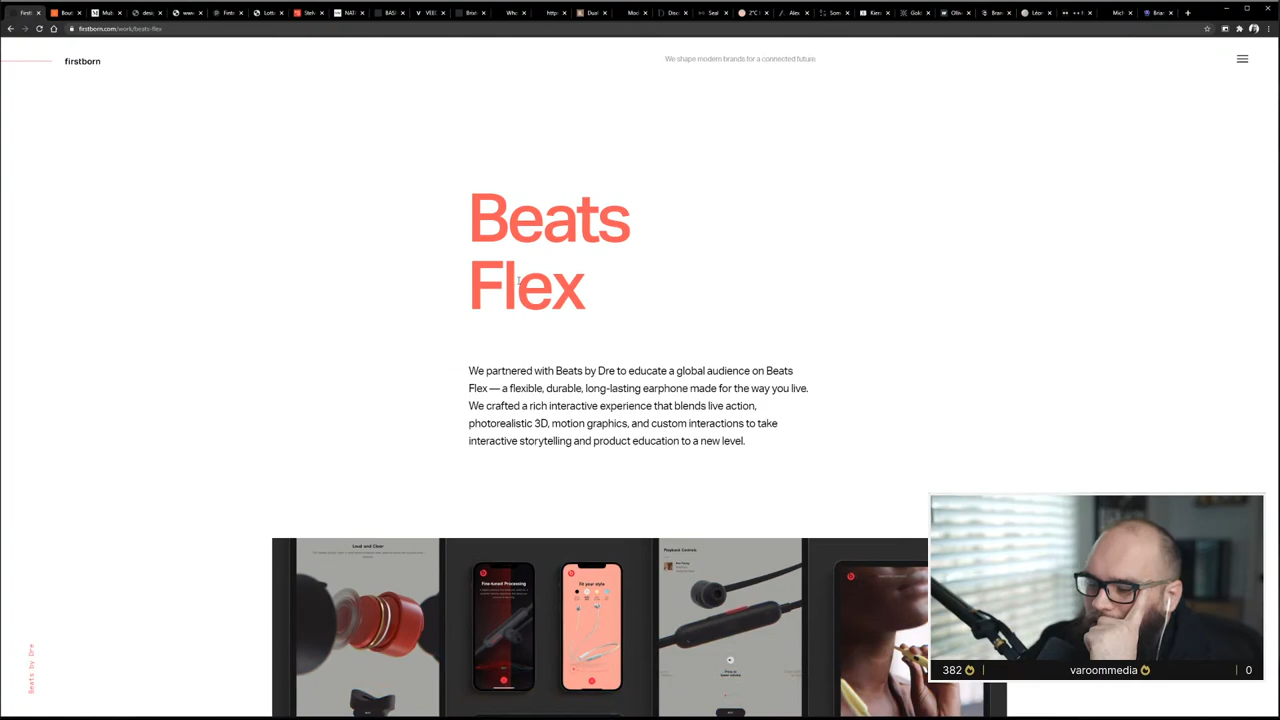 firstborn.com/work/beats-flex
firstborn
We shape modern brands for a connected future.
Beats
Flex
We partnered with Beats by Dre to educate a global audience on Beats
Flex — a flexible, durable, long-lasting earphone made for the way you live.
We crafted a rich interactive experience that blends live action,
photorealistic 3D, motion graphics, and custom interactions to take
interactive storytelling and product education to a new level.
Loud and Clear
Fine-tuned Processing
Fit your style
Playback Controls
Beats by Dre
382 | varoommedia | 0